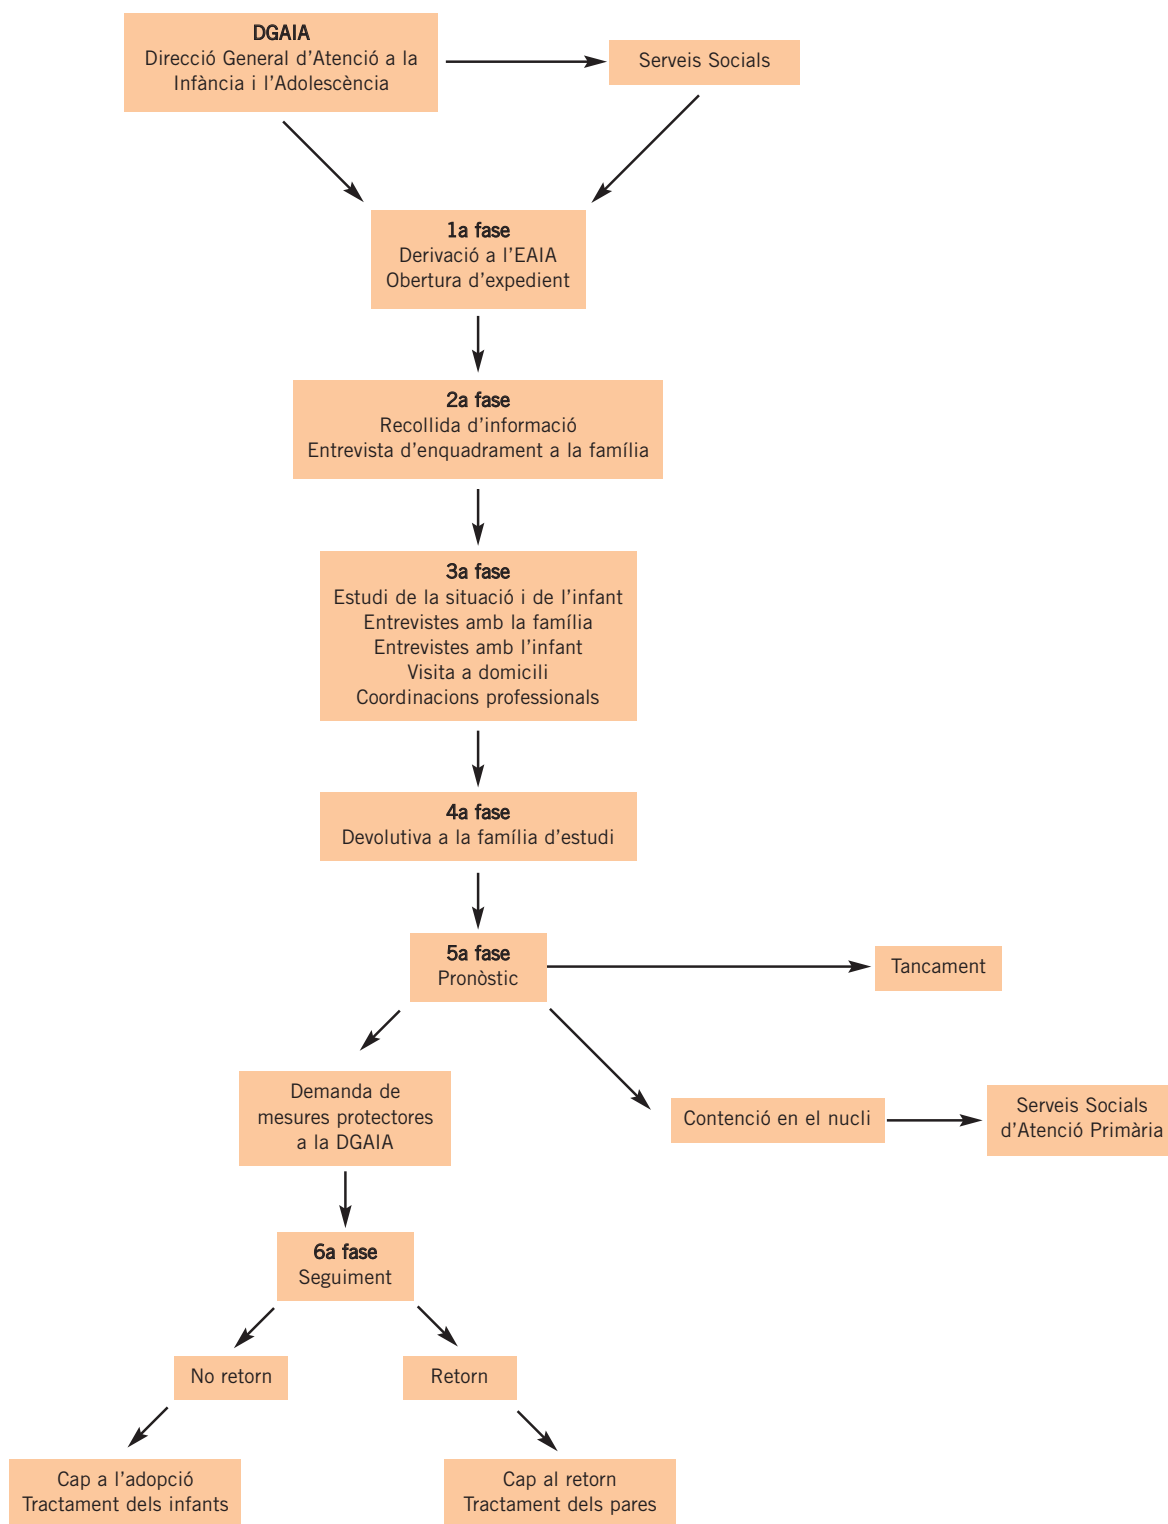 DGAIA
Direcció General d'Atenció a la
Infància i l'Adolescència
Serveis Socials
1a fase
Derivació a l'EAIA
Obertura d'expedient
2a fase
Recollida d'informació
Entrevista d'enquadrament a la família
3a fase
Estudi de la situació i de l'infant
Entrevistes amb la família
Entrevistes amb l'infant
Visita a domicili
Coordinacions professionals
4a fase
Devolutiva a la família d'estudi
5a fase
Pronòstic
Tancament
Demanda de
mesures protectores
a la DGAIA
Contenció en el nucli
Serveis Socials
d'Atenció Primària
6a fase
Seguiment
No retorn
Retorn
Cap a l'adopció
Tractament dels infants
Cap al retorn
Tractament dels pares